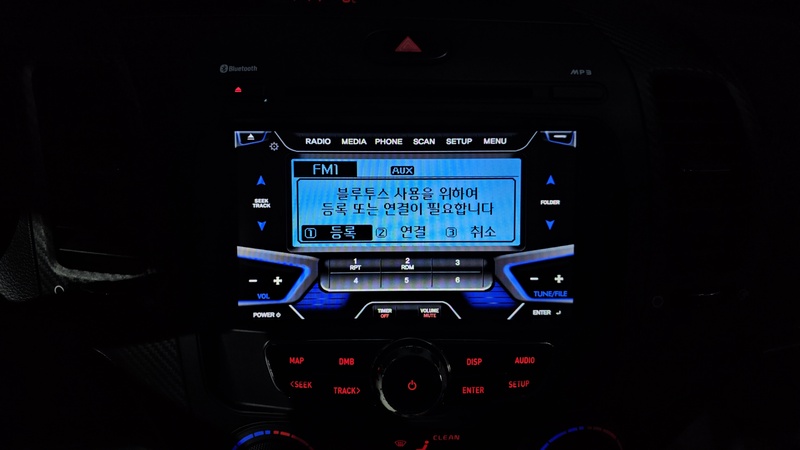 Bluetooth
MP3
RADIO MEDIA PHONE SCAN SETUP MENU
FM1 AUX
블루투스 사용을 위하여
등록 또는 연결이 필요합니다
1 등록 2 연결 3 취소
SEEK
TRACK
FOLDER
1 2 3
RPT RDM
4 5 6
VOL
TUNE/FILE
POWER
TIMER
OFF
VOLUME
MUTE
ENTER
MAP DMB DISP AUDIO
<SEEK TRACK> ENTER SETUP
CLEAN